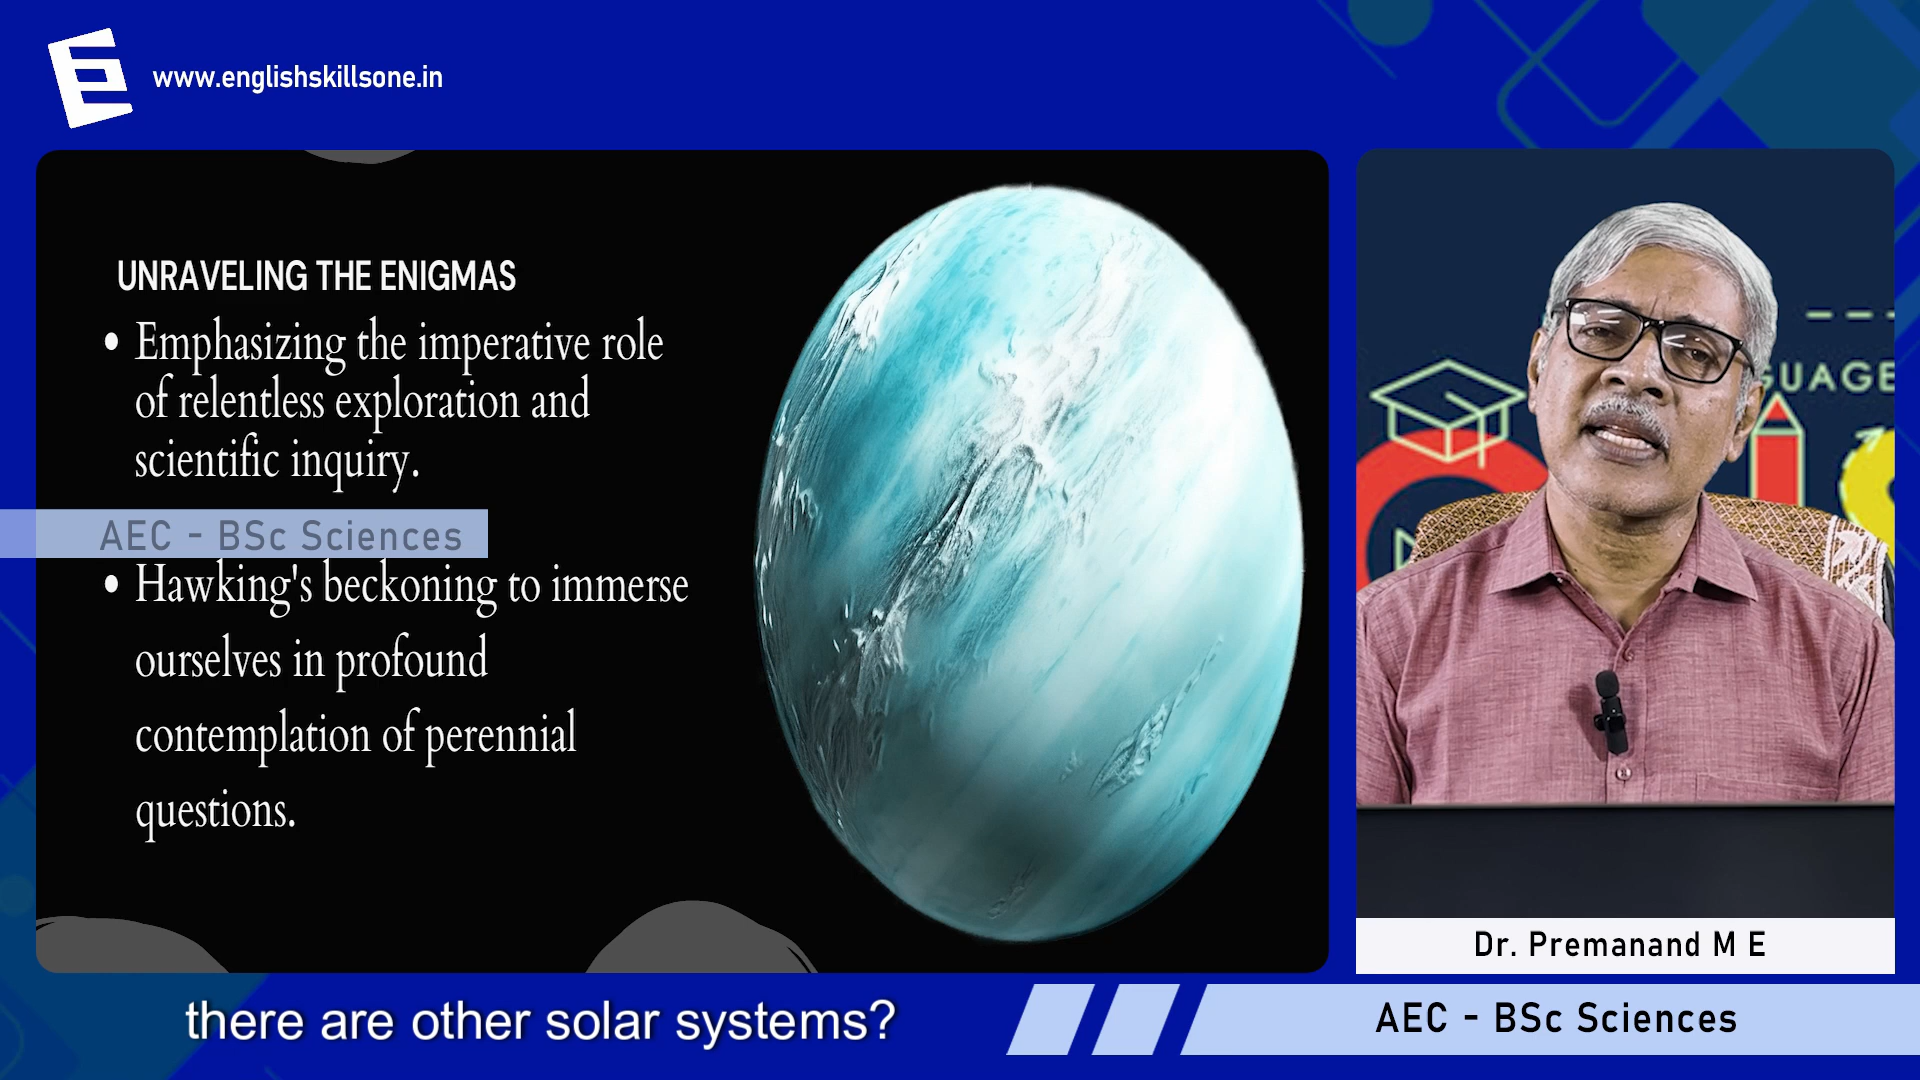 www.englishskillsone.in
UNRAVELING THE ENIGMAS
• Emphasizing the imperative role
of relentless exploration and
scientific inquiry.
AEC - BSc Sciences
• Hawking's beckoning to immerse
ourselves in profound
contemplation of perennial
questions.
GUAGE
Dr. Premanand M E
there are other solar systems?
AEC - BSc Sciences